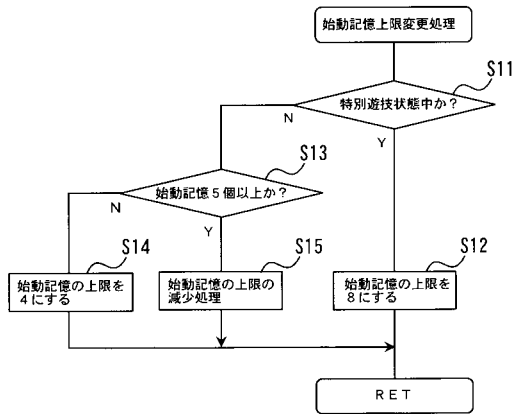 始動記憶上限変更処理
S11
特別遊技状態中か？
N
Y
S13
始動記憶５個以上か？
N
Y
S14
S15
S12
始動記憶の上限を
４にする
始動記憶の上限の
減少処理
始動記憶の上限を
８にする
ＲＥＴ